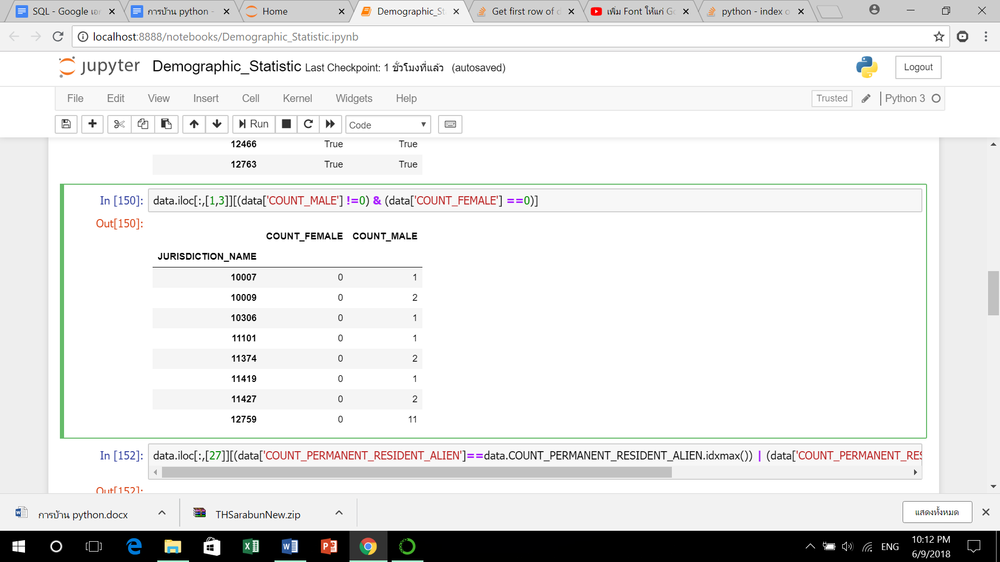 SQL - Google เอก
การบ้าน python -
Home
Demographic_St
Get first row of d
เพิ่ม Font ให้แก่ Go
python - index o
localhost:8888/notebooks/Demographic_Statistic.ipynb
jupyter Demographic_Statistic Last Checkpoint: 1 ชั่วโมงที่แล้ว (autosaved)
Logout
File Edit View Insert Cell Kernel Widgets Help
Trusted Python 3
Run Code
12466 True True
12763 True True
In [150]: data.iloc[:,[1,3]][(data['COUNT_MALE'] !=0) & (data['COUNT_FEMALE'] ==0)]
Out[150]:
COUNT_FEMALE COUNT_MALE
JURISDICTION_NAME
10007 0 1
10009 0 2
10306 0 1
11101 0 1
11374 0 2
11419 0 1
11427 0 2
12759 0 11
In [152]: data.iloc[:,[27]][(data['COUNT_PERMANENT_RESIDENT_ALIEN']==data.COUNT_PERMANENT_RESIDENT_ALIEN.idxmax()) | (data['COUNT_PERMANENT_RES
Out[152]:
การบ้าน python.docx
THSarabunNew.zip
แสดงทั้งหมด
ENG
10:12 PM
6/9/2018